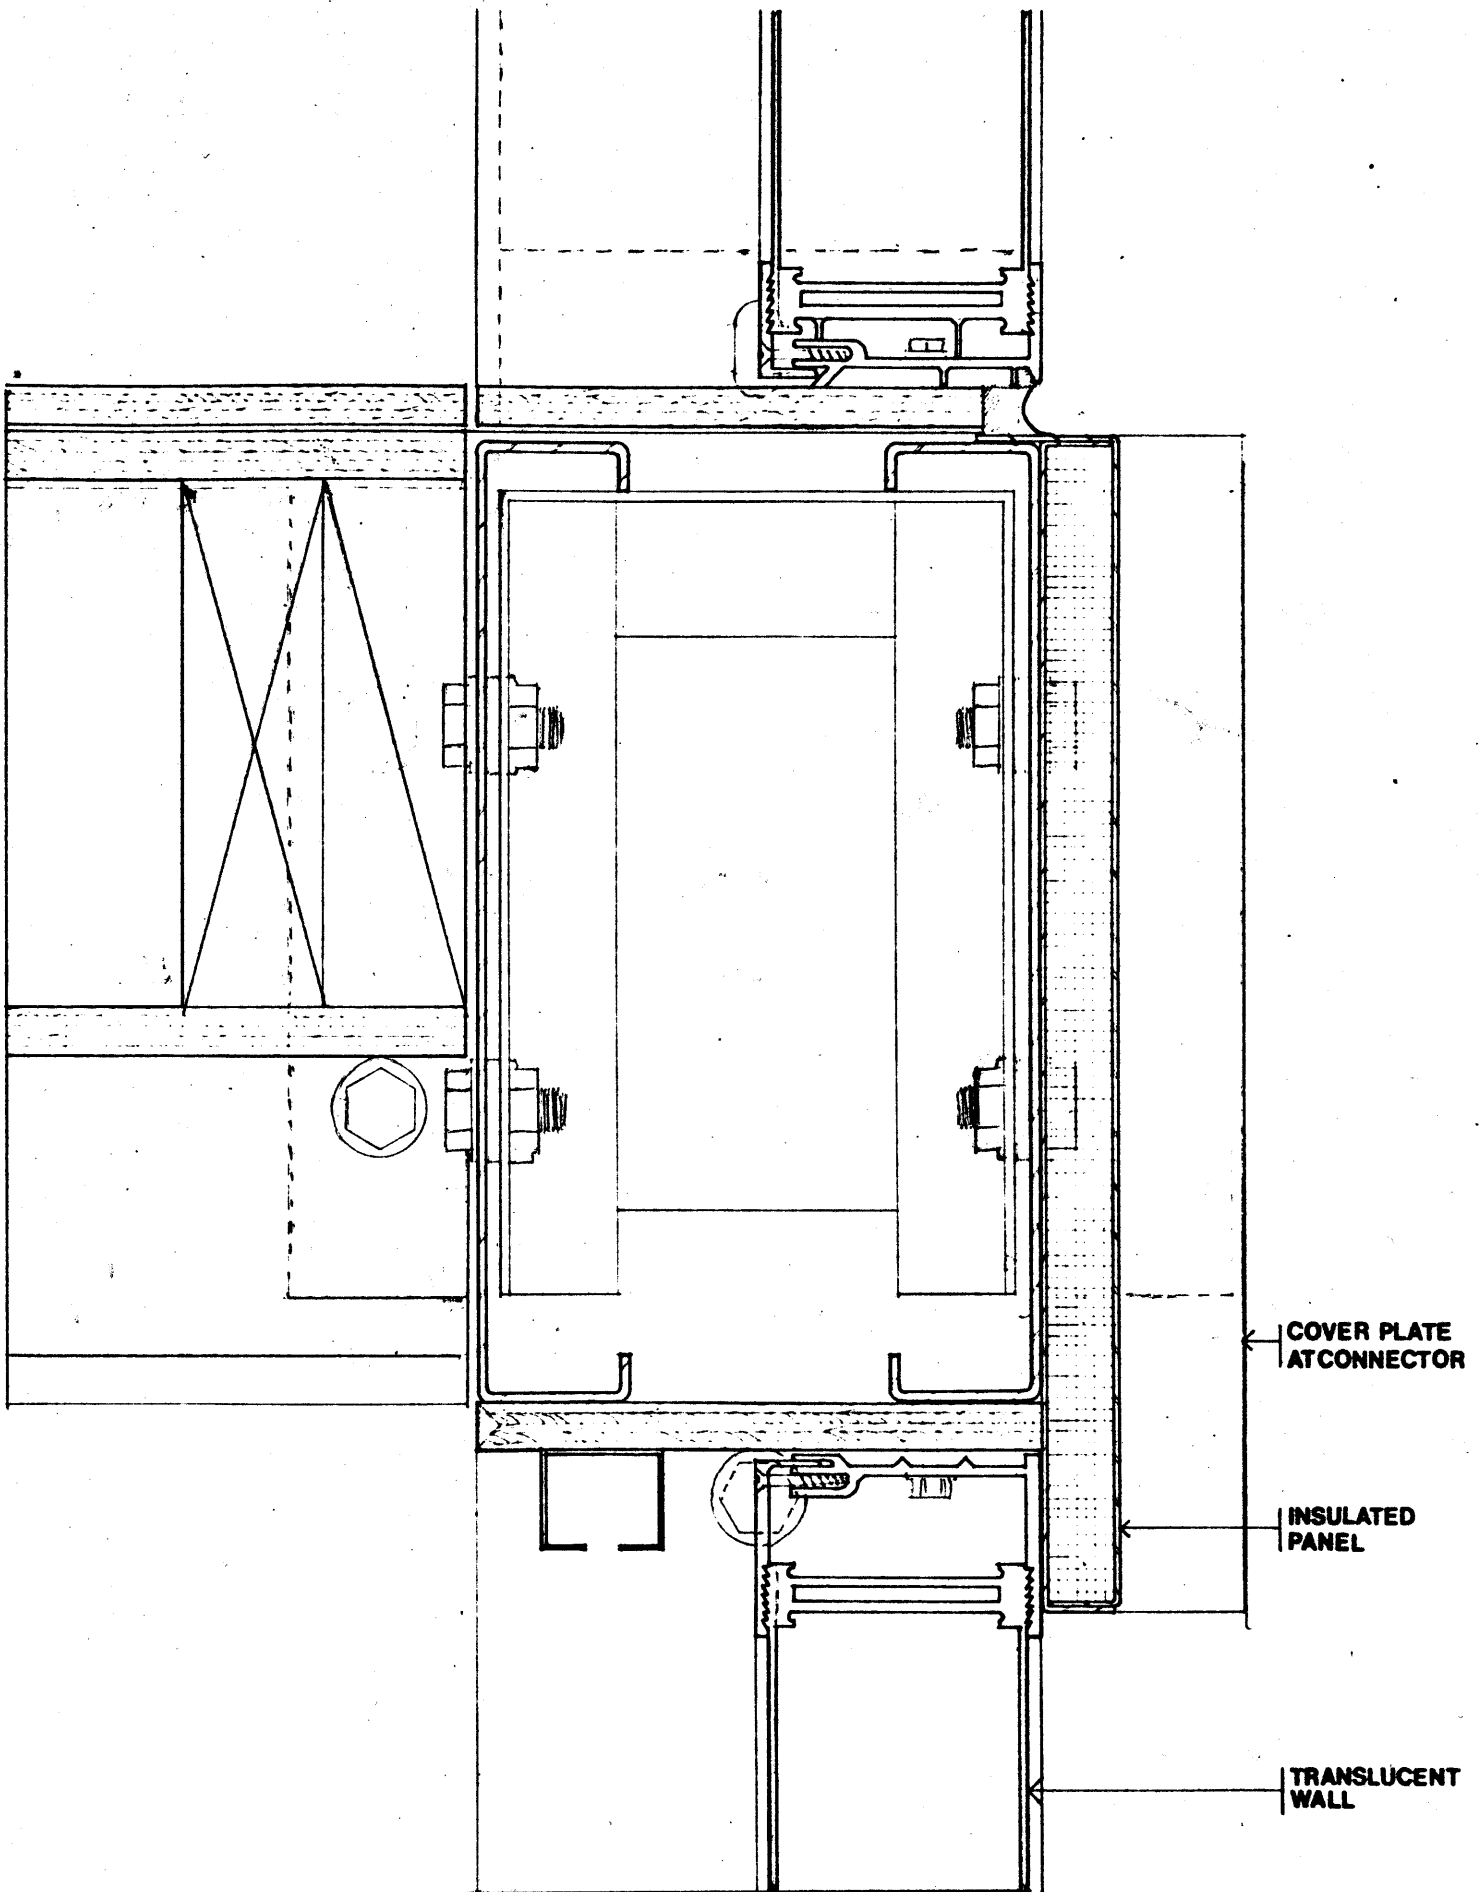 COVER PLATE
AT CONNECTOR
INSULATED
PANEL
TRANSLUCENT
WALL